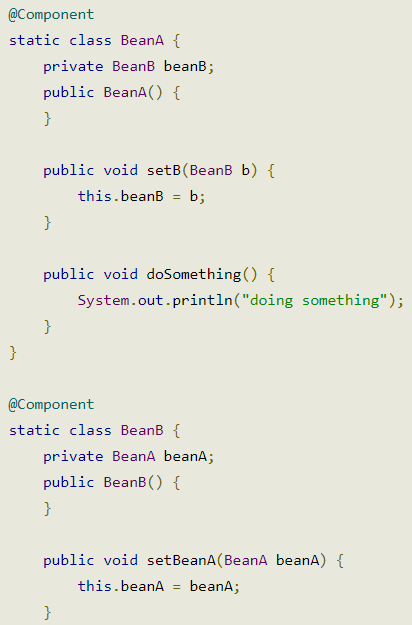 @Component
static class BeanA {
    private BeanB beanB;
    public BeanA() {
    }

    public void setB(BeanB b) {
        this.beanB = b;
    }

    public void doSomething() {
        System.out.println("doing something");
    }
}

@Component
static class BeanB {
    private BeanA beanA;
    public BeanB() {
    }

    public void setBeanA(BeanA beanA) {
        this.beanA = beanA;
    }